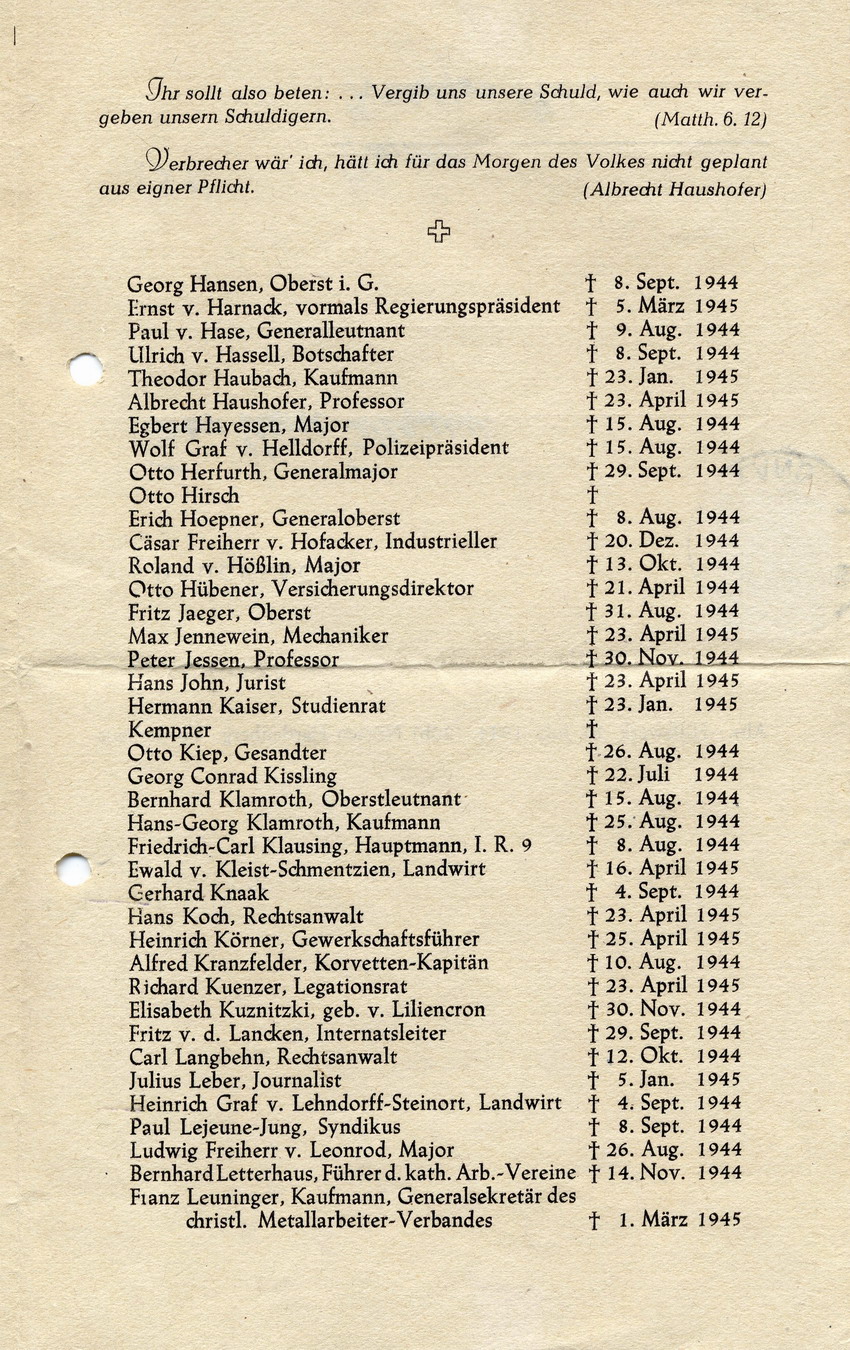 Ihr sollt also beten: ... Vergib uns unsere Schuld, wie auch wir ver-
geben unsern Schuldigern. (Matth. 6. 12)
Verbrecher wär' ich, hätt ich für das Morgen des Volkes nicht geplant
aus eigner Pflicht. (Albrecht Haushofer)
Georg Hansen, Oberst i. G. † 8. Sept. 1944
Ernst v. Harnack, vormals Regierungspräsident † 5. März 1945
Paul v. Hase, Generalleutnant † 9. Aug. 1944
Ulrich v. Hassell, Botschafter † 8. Sept. 1944
Theodor Haubach, Kaufmann † 23. Jan. 1945
Albrecht Haushofer, Professor † 23. April 1945
Egbert Hayessen, Major † 15. Aug. 1944
Wolf Graf v. Helldorff, Polizeipräsident † 15. Aug. 1944
Otto Herfurth, Generalmajor † 29. Sept. 1944
Otto Hirsch †
Erich Hoepner, Generaloberst † 8. Aug. 1944
Cäsar Freiherr v. Hofacker, Industrieller † 20. Dez. 1944
Roland v. Hößlin, Major † 13. Okt. 1944
Otto Hübener, Versicherungsdirektor † 21. April 1944
Fritz Jaeger, Oberst † 31. Aug. 1944
Max Jennewein, Mechaniker † 23. April 1945
Peter Jessen, Professor † 30. Nov. 1944
Hans John, Jurist † 23. April 1945
Hermann Kaiser, Studienrat † 23. Jan. 1945
Kempner †
Otto Kiep, Gesandter † 26. Aug. 1944
Georg Conrad Kissling † 22. Juli 1944
Bernhard Klamroth, Oberstleutnant † 15. Aug. 1944
Hans-Georg Klamroth, Kaufmann † 25. Aug. 1944
Friedrich-Carl Klausing, Hauptmann, I. R. 9 † 8. Aug. 1944
Ewald v. Kleist-Schmentzien, Landwirt † 16. April 1945
Gerhard Knaak † 4. Sept. 1944
Hans Koch, Rechtsanwalt † 23. April 1945
Heinrich Körner, Gewerkschaftsführer † 25. April 1945
Alfred Kranzfelder, Korvetten-Kapitän † 10. Aug. 1944
Richard Kuenzer, Legationsrat † 23. April 1945
Elisabeth Kuznitzki, geb. v. Liliencron † 30. Nov. 1944
Fritz v. d. Lancken, Internatsleiter † 29. Sept. 1944
Carl Langbehn, Rechtsanwalt † 12. Okt. 1944
Julius Leber, Journalist † 5. Jan. 1945
Heinrich Graf v. Lehndorff-Steinort, Landwirt † 4. Sept. 1944
Paul Lejeune-Jung, Syndikus † 8. Sept. 1944
Ludwig Freiherr v. Leonrod, Major † 26. Aug. 1944
Bernhard Letterhaus, Führer d. kath. Arb.-Vereine † 14. Nov. 1944
Franz Leuninger, Kaufmann, Generalsekretär des
christl. Metallarbeiter-Verbandes † 1. März 1945